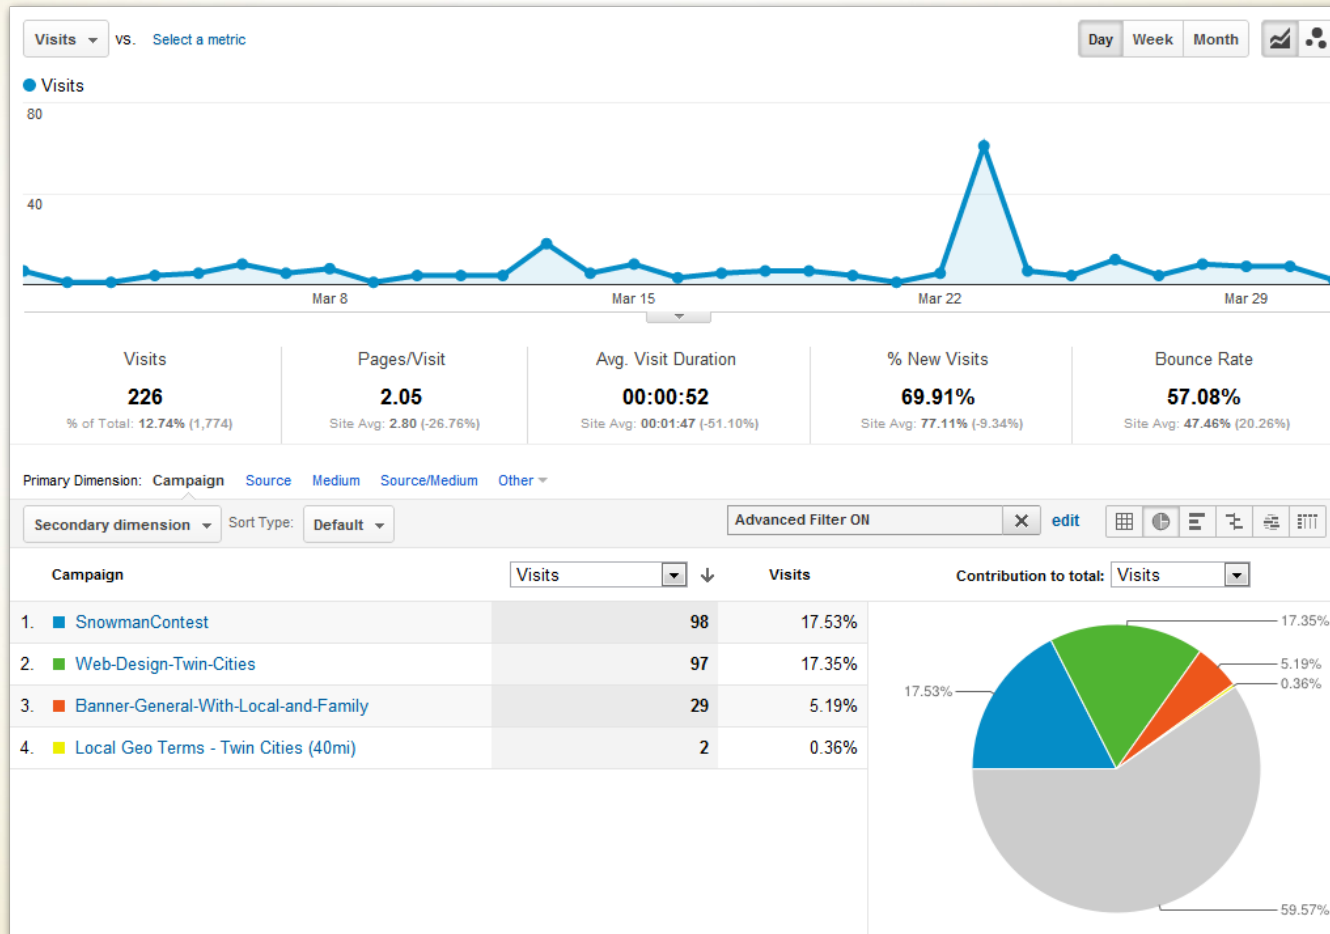 Visits vs. Select a metric Day Week Month
Visits
80
40
Mar 8 Mar 15 Mar 22 Mar 29
Visits Pages/Visit Avg. Visit Duration % New Visits Bounce Rate
226 2.05 00:00:52 69.91% 57.08%
% of Total: 12.74% (1,774) Site Avg: 2.80 (-26.76%) Site Avg: 00:01:47 (-51.10%) Site Avg: 77.11% (-9.34%) Site Avg: 47.46% (20.26%)
Primary Dimension: Campaign Source Medium Source/Medium Other
Secondary dimension Sort Type: Default Advanced Filter ON edit
Campaign Visits Visits Contribution to total: Visits
1. SnowmanContest 98 17.53%
2. Web-Design-Twin-Cities 97 17.35%
3. Banner-General-With-Local-and-Family 29 5.19%
4. Local Geo Terms - Twin Cities (40mi) 2 0.36%
17.35%
5.19%
0.36%
17.53%
59.57%